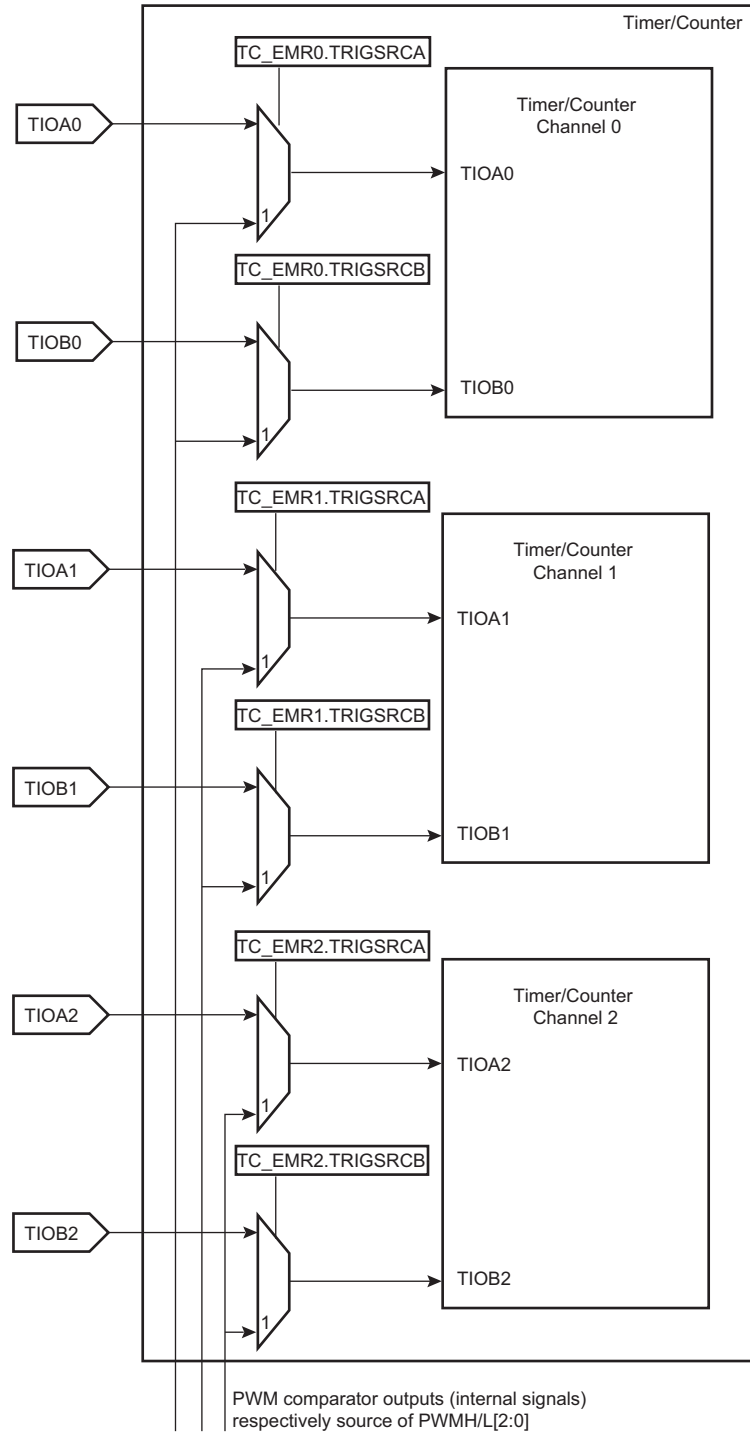 Timer/Counter
TC_EMR0.TRIGSRCA
TIOA0
Timer/Counter
Channel 0
TIOA0
1
TC_EMR0.TRIGSRCB
TIOB0
TIOB0
1
TC_EMR1.TRIGSRCA
TIOA1
Timer/Counter
Channel 1
TIOA1
1
TC_EMR1.TRIGSRCB
TIOB1
TIOB1
1
TC_EMR2.TRIGSRCA
TIOA2
Timer/Counter
Channel 2
TIOA2
1
TC_EMR2.TRIGSRCB
TIOB2
TIOB2
1
PWM comparator outputs (internal signals)
respectively source of PWMH/L[2:0]